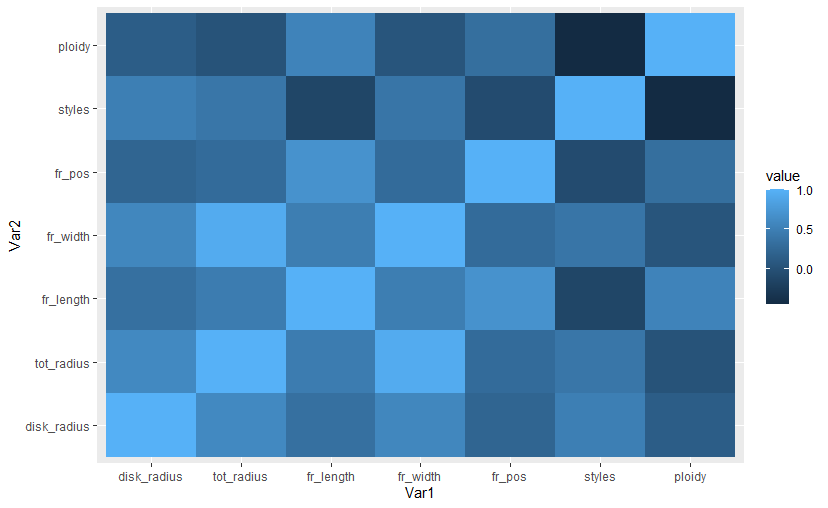 ploidy
styles
fr_pos
fr_width
fr_length
tot_radius
disk_radius
Var2
disk_radius tot_radius fr_length fr_width fr_pos styles ploidy
Var1
value
1.0
0.5
0.0